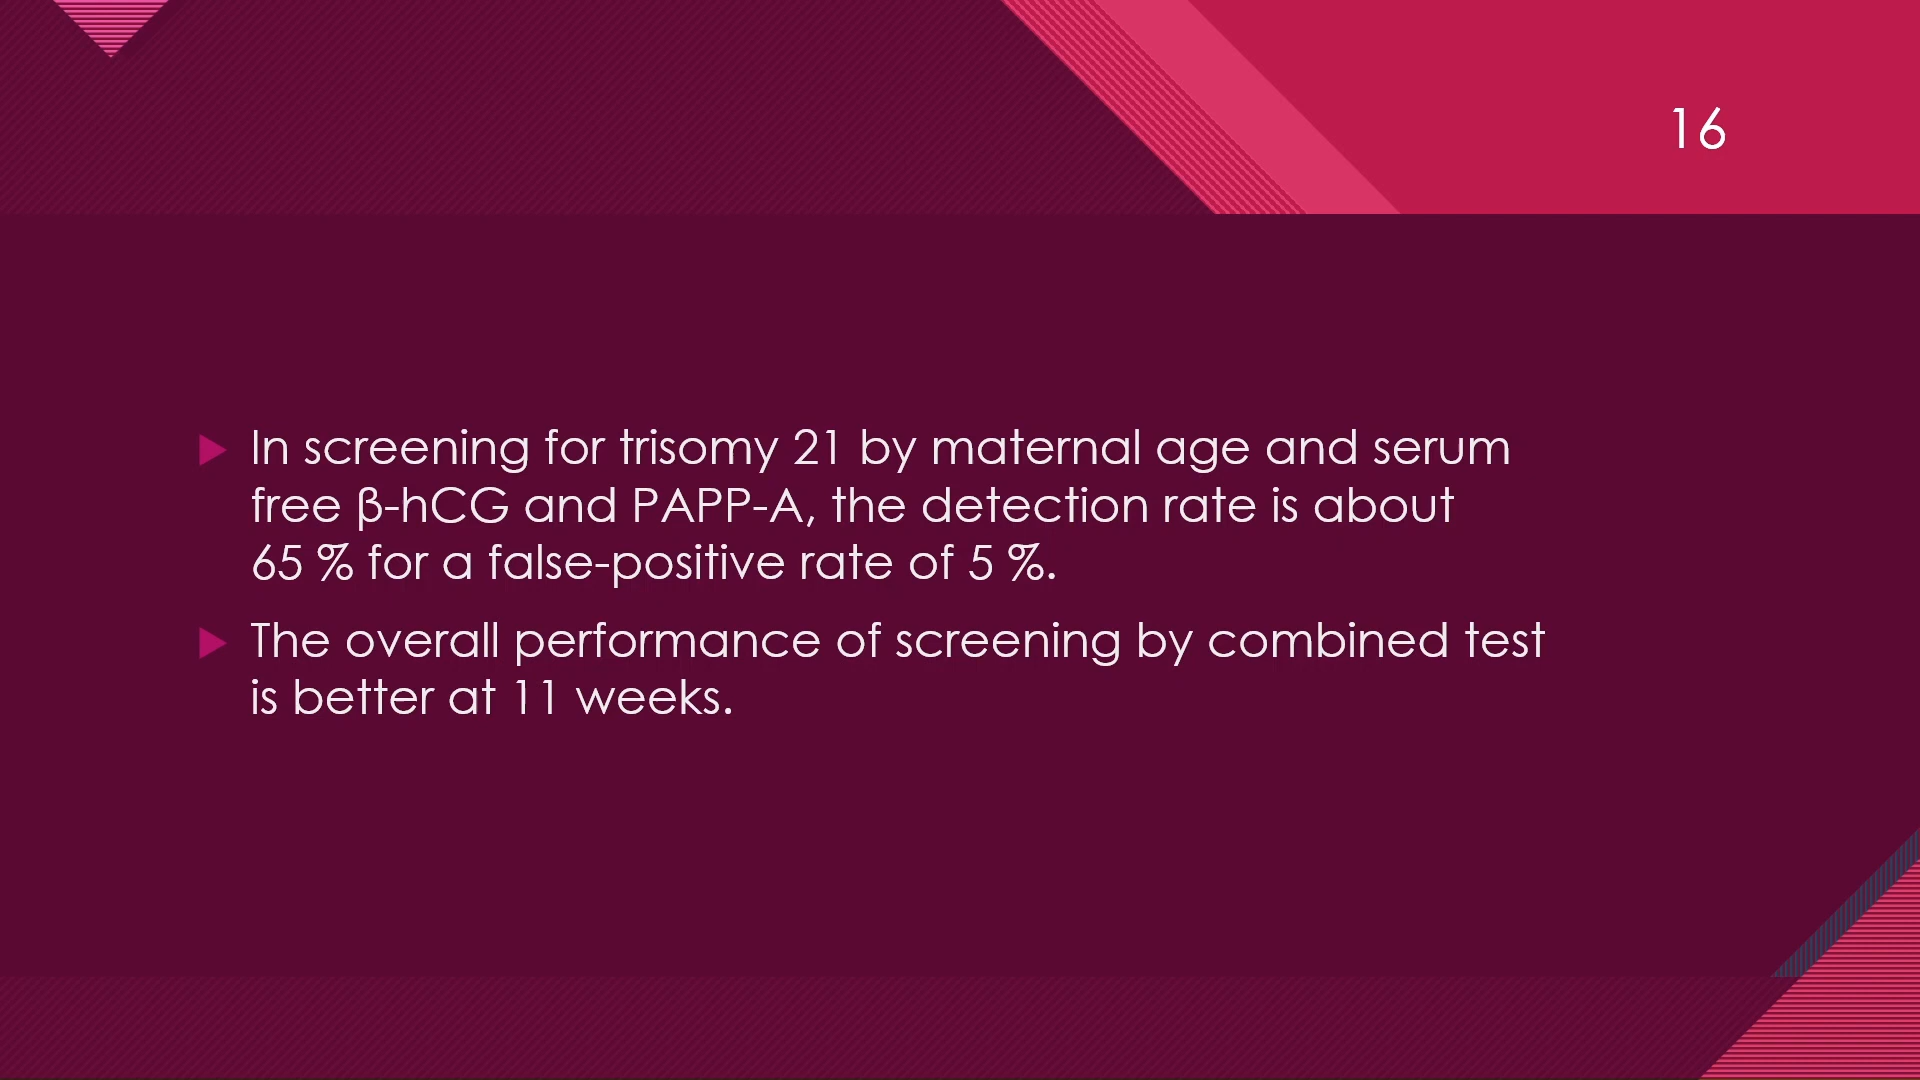 16
In screening for trisomy 21 by maternal age and serum
free β-hCG and PAPP-A, the detection rate is about
65 % for a false-positive rate of 5 %.
The overall performance of screening by combined test
is better at 11 weeks.